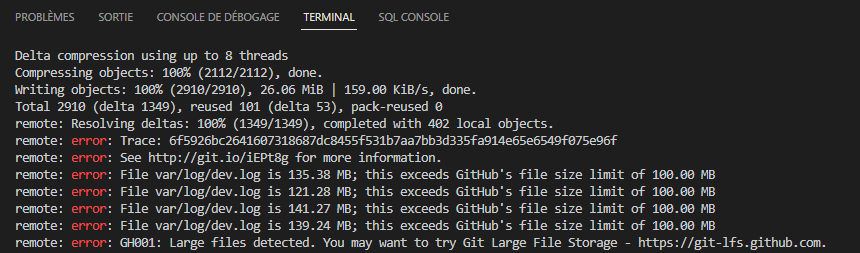 PROBLÈMES SORTIE CONSOLE DE DÉBOGAGE TERMINAL SQL CONSOLE
Delta compression using up to 8 threads
Compressing objects: 100% (2112/2112), done.
Writing objects: 100% (2910/2910), 26.06 MiB | 159.00 KiB/s, done.
Total 2910 (delta 1349), reused 101 (delta 53), pack-reused 0
remote: Resolving deltas: 100% (1349/1349), completed with 402 local objects.
remote: error: Trace: 6f5926bc2641607318687dc8455f531b7aa7bb3d335fa914e65e6549f075e96f
remote: error: See http://git.io/iEPt8g for more information.
remote: error: File var/log/dev.log is 135.38 MB; this exceeds GitHub's file size limit of 100.00 MB
remote: error: File var/log/dev.log is 121.28 MB; this exceeds GitHub's file size limit of 100.00 MB
remote: error: File var/log/dev.log is 141.27 MB; this exceeds GitHub's file size limit of 100.00 MB
remote: error: File var/log/dev.log is 139.24 MB; this exceeds GitHub's file size limit of 100.00 MB
remote: error: GH001: Large files detected. You may want to try Git Large File Storage - https://git-lfs.github.com.